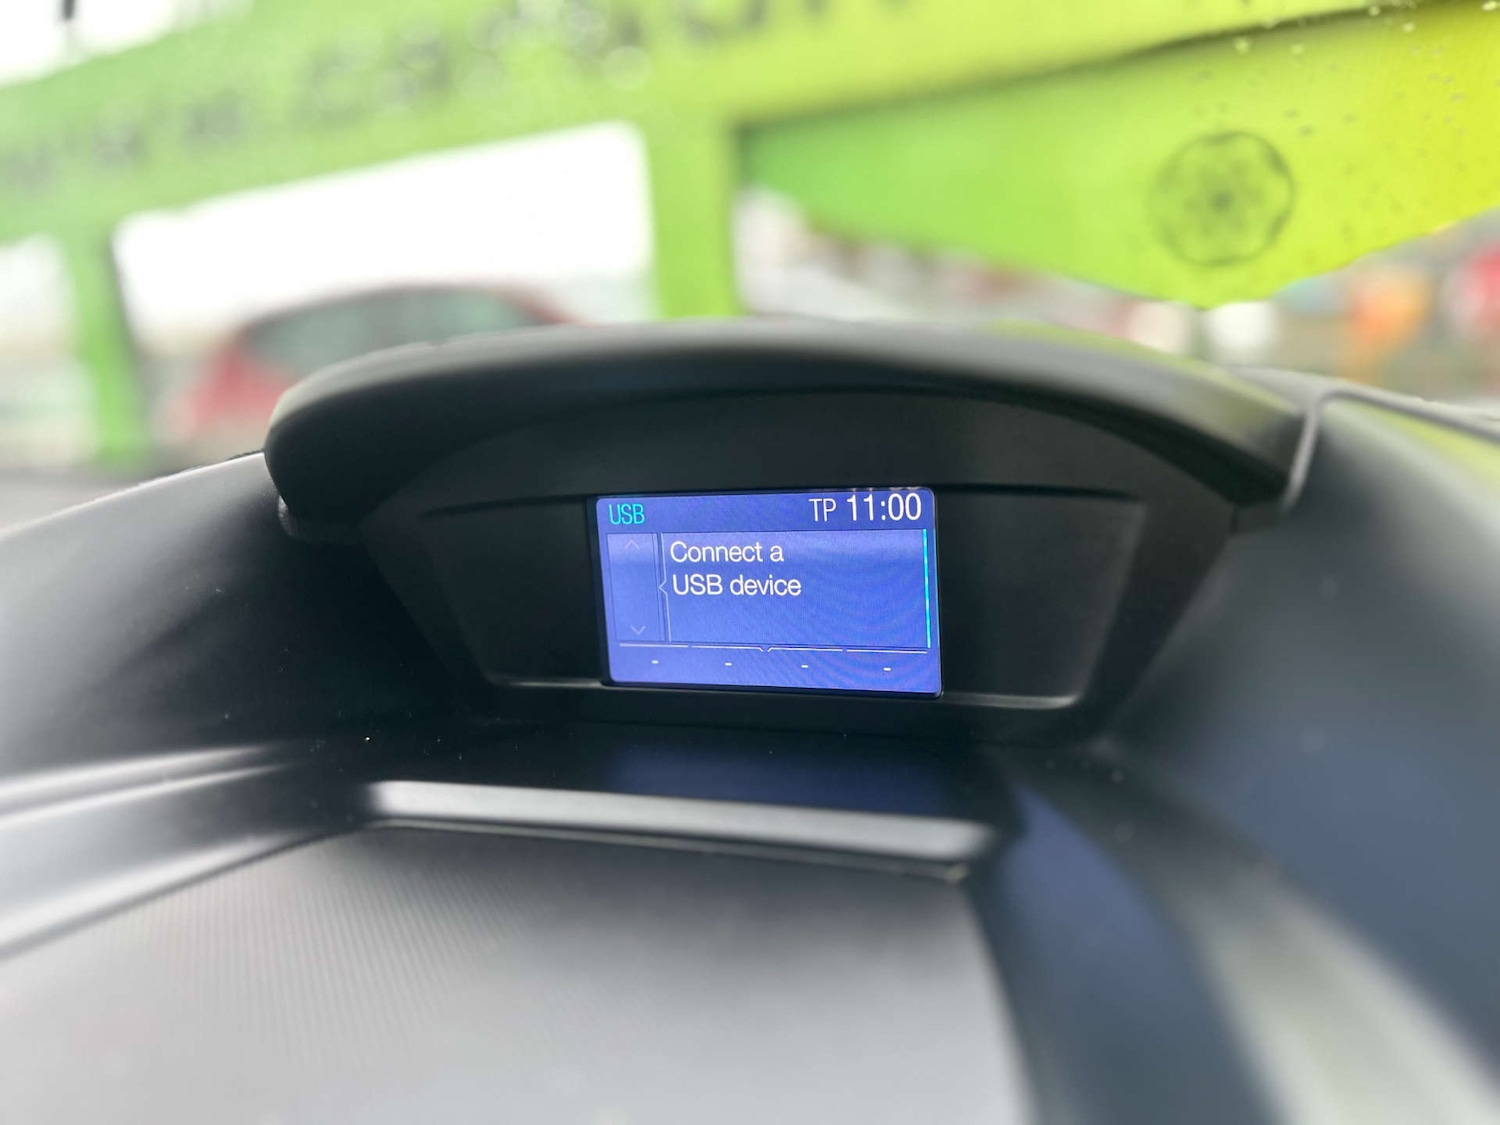 USB TP 11:00
Connect a
USB device